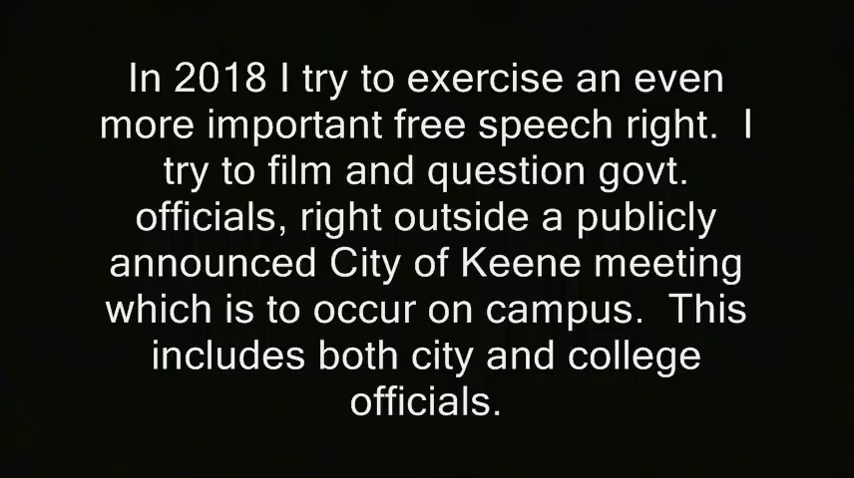 In 2018 I try to exercise an even
more important free speech right.  I
try to film and question govt.
officials, right outside a publicly
announced City of Keene meeting
which is to occur on campus.  This
includes both city and college
officials.